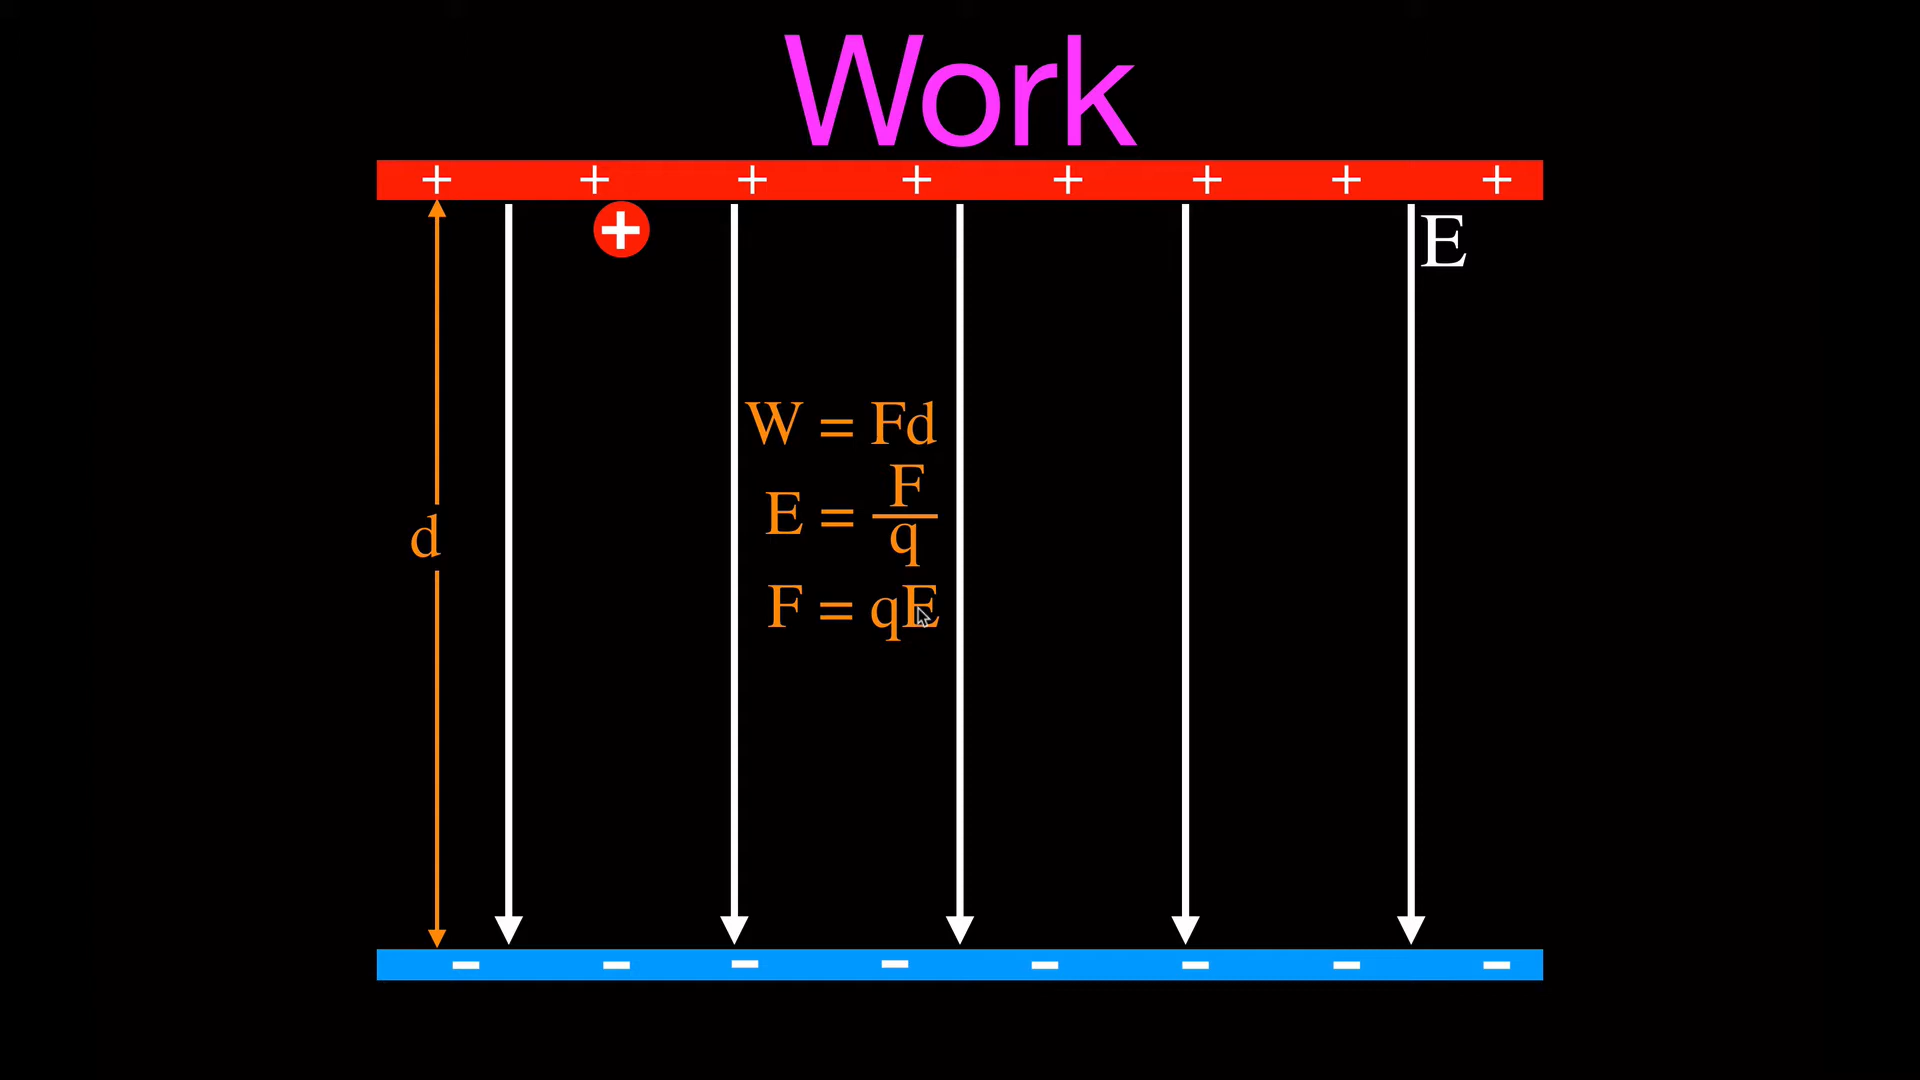 Work
+ + + + + + + +
+
E
W = Fd
E = F/q
d
F = qE
- - - - - - - -